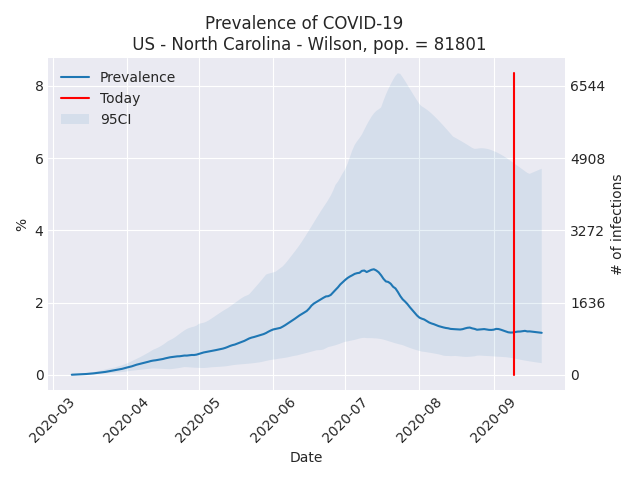 Prevalence of COVID-19
US - North Carolina - Wilson, pop. = 81801
Prevalence
Today
95CI
8
6
4
2
0
%
6544
4908
3272
1636
0
# of infections
2020-03
2020-04
2020-05
2020-06
2020-07
2020-08
2020-09
Date